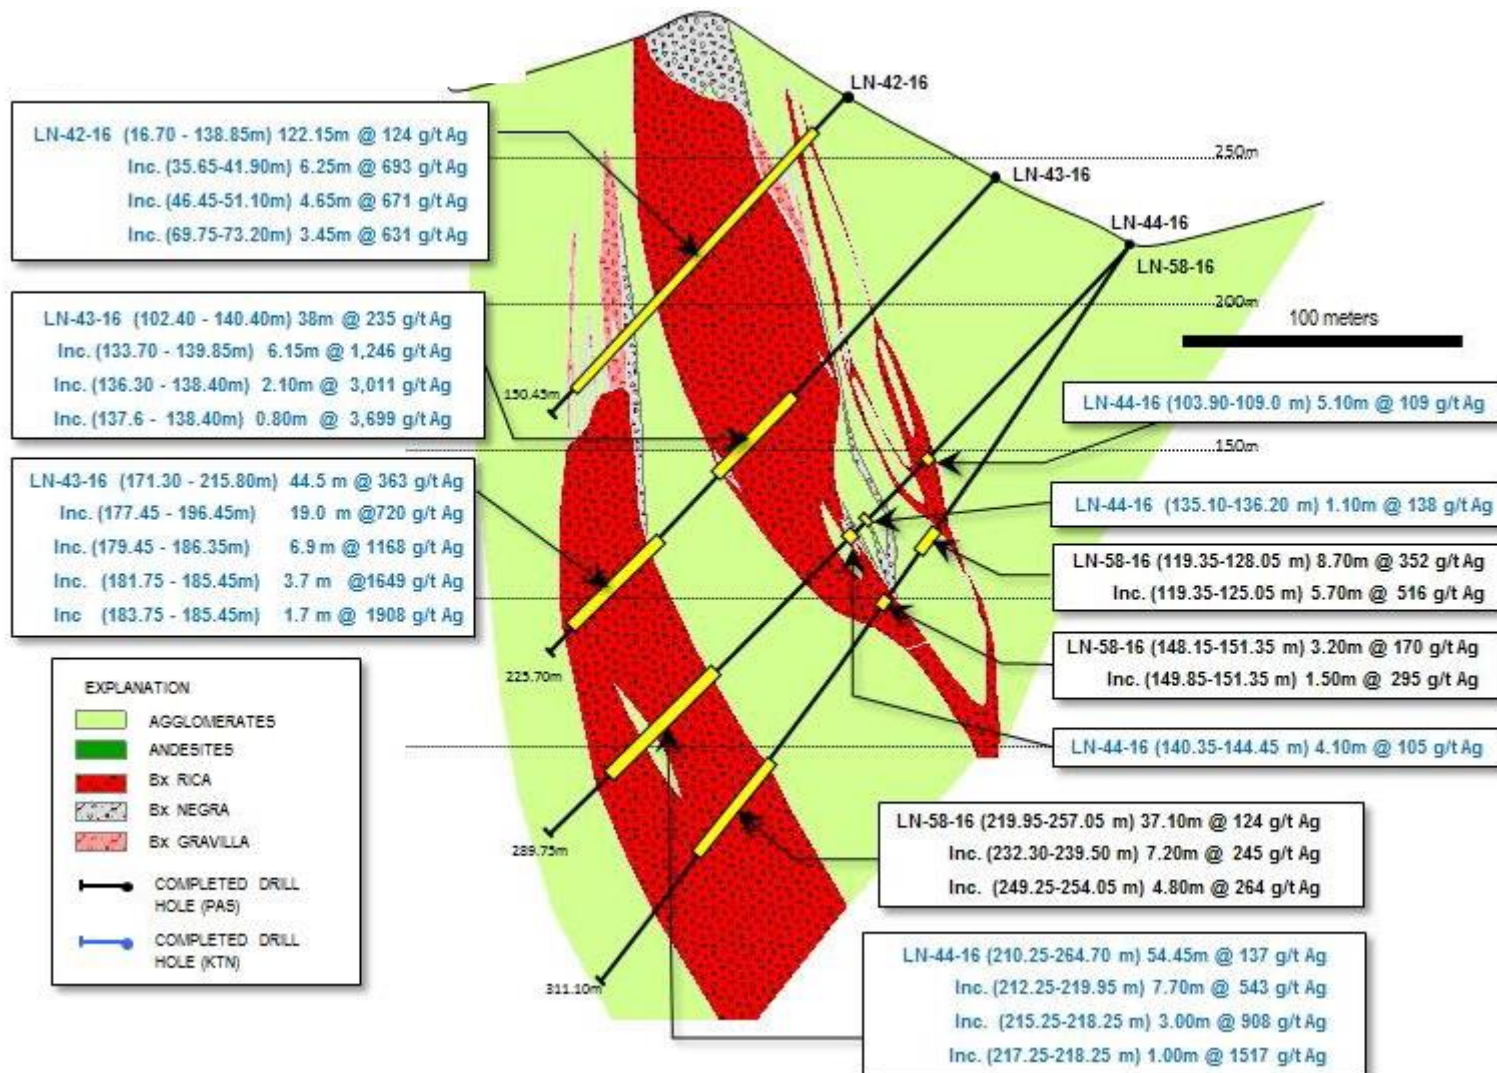 LN-42-16
LN-42-16 (16.70 - 138.85m) 122.15m @ 124 g/t Ag
Inc. (35.65-41.90m) 6.25m @ 693 g/t Ag
Inc. (46.45-51.10m) 4.65m @ 671 g/t Ag
Inc. (69.75-73.20m) 3.45m @ 631 g/t Ag
250m
LN-43-16
LN-44-16
LN-58-16
200m
100 meters
LN-43-16 (102.40 - 140.40m) 38m @ 235 g/t Ag
Inc. (133.70 - 139.85m) 6.15m @ 1,246 g/t Ag
Inc. (136.30 - 138.40m) 2.10m @ 3,011 g/t Ag
Inc. (137.6 - 138.40m) 0.80m @ 3,699 g/t Ag
150.45m
LN-44-16 (103.90-109.0 m) 5.10m @ 109 g/t Ag
150m
LN-43-16 (171.30 - 215.80m) 44.5 m @ 363 g/t Ag
Inc. (177.45 - 196.45m) 19.0 m @720 g/t Ag
Inc. (179.45 - 186.35m) 6.9 m @ 1168 g/t Ag
Inc. (181.75 - 185.45m) 3.7 m @1649 g/t Ag
Inc (183.75 - 185.45m) 1.7 m @ 1908 g/t Ag
LN-44-16 (135.10-136.20 m) 1.10m @ 138 g/t Ag
LN-58-16 (119.35-128.05 m) 8.70m @ 352 g/t Ag
Inc. (119.35-125.05 m) 5.70m @ 516 g/t Ag
LN-58-16 (148.15-151.35 m) 3.20m @ 170 g/t Ag
Inc. (149.85-151.35 m) 1.50m @ 295 g/t Ag
225.70m
LN-44-16 (140.35-144.45 m) 4.10m @ 105 g/t Ag
EXPLANATION
AGGLOMERATES
ANDESITES
Bx RICA
Bx NEGRA
Bx GRAVILLA
COMPLETED DRILL
HOLE (PAS)
COMPLETED DRILL
HOLE (KTN)
289.75m
LN-58-16 (219.95-257.05 m) 37.10m @ 124 g/t Ag
Inc. (232.30-239.50 m) 7.20m @ 245 g/t Ag
Inc. (249.25-254.05 m) 4.80m @ 264 g/t Ag
311.10m
LN-44-16 (210.25-264.70 m) 54.45m @ 137 g/t Ag
Inc. (212.25-219.95 m) 7.70m @ 543 g/t Ag
Inc. (215.25-218.25 m) 3.00m @ 908 g/t Ag
Inc. (217.25-218.25 m) 1.00m @ 1517 g/t Ag